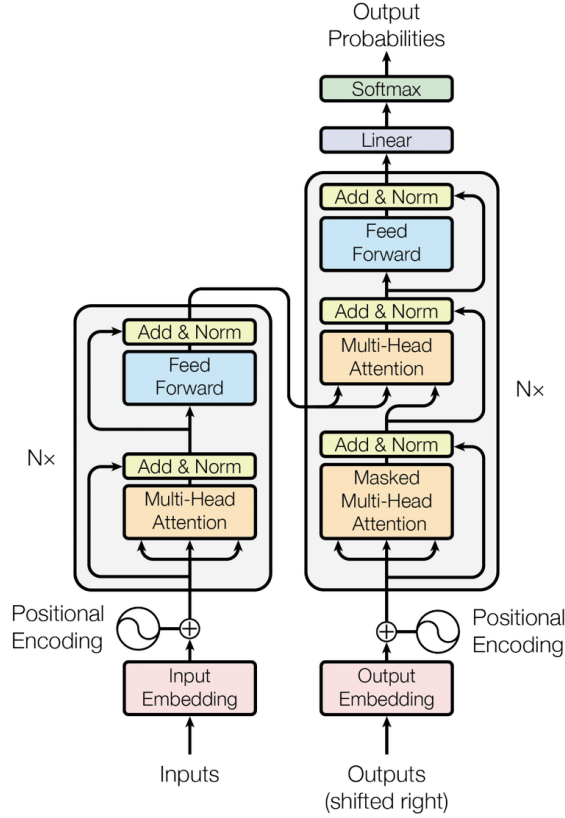 Output
Probabilities
Softmax
Linear
Add & Norm
Feed
Forward
Add & Norm
Multi-Head
Attention
Add & Norm
Masked
Multi-Head
Attention
N×
Add & Norm
Feed
Forward
Add & Norm
Multi-Head
Attention
N×
Positional
Encoding
Positional
Encoding
Input
Embedding
Output
Embedding
Inputs
Outputs
(shifted right)